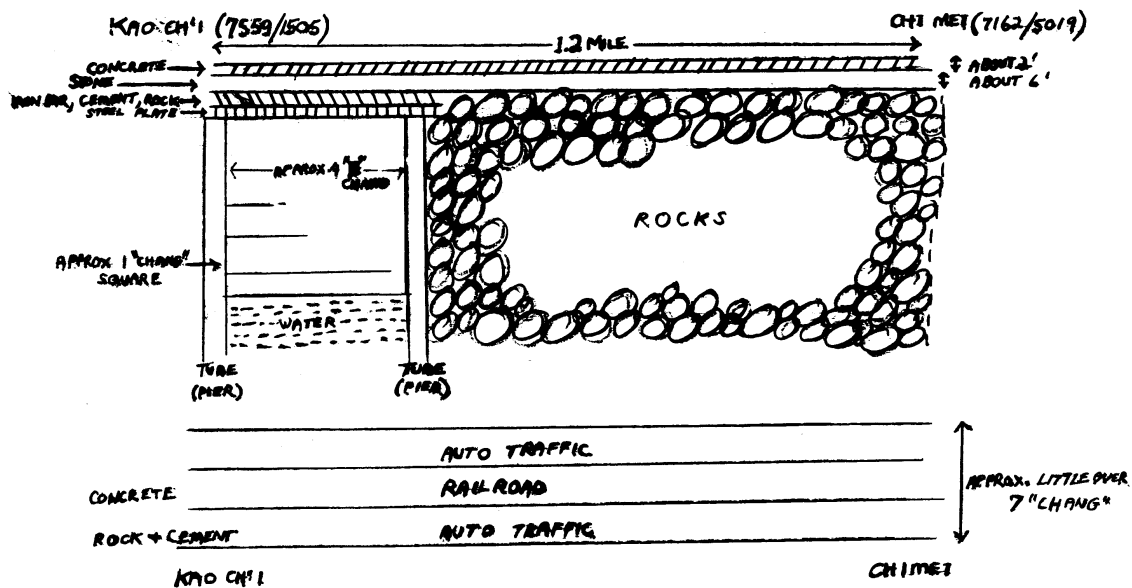 KAO CH'I (7559/1505)
CHI MEI (7162/5019)
1.2 MILE
CONCRETE
ABOUT 2'
STONE
ABOUT 6'
IRON BAR, CEMENT, ROCK
STEEL PLATE
APPROX 4
CHANG
ROCKS
APPROX 1 "CHANG"
SQUARE
WATER
TUBE
(PIER)
TUBE
(PIER)
AUTO TRAFFIC
CONCRETE
RAILROAD
APPROX. LITTLE OVER
7 "CHANG"
ROCK + CEMENT
AUTO TRAFFIC
KAO CH'I
CHIMEI